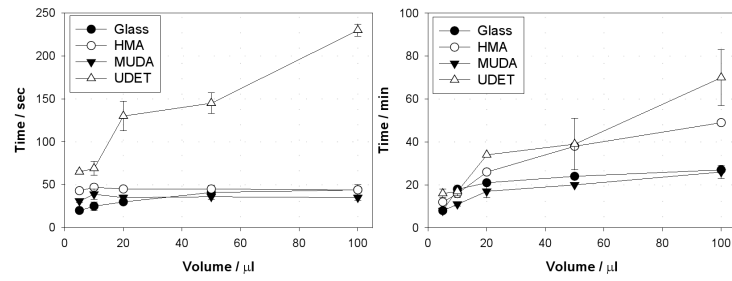 250
200
150
100
50
0
Time / sec
Glass
HMA
MUDA
UDET
0 20 40 60 80 100
Volume / μl
100
80
60
40
20
0
Time / min
Glass
HMA
MUDA
UDET
0 20 40 60 80 100
Volume / μl